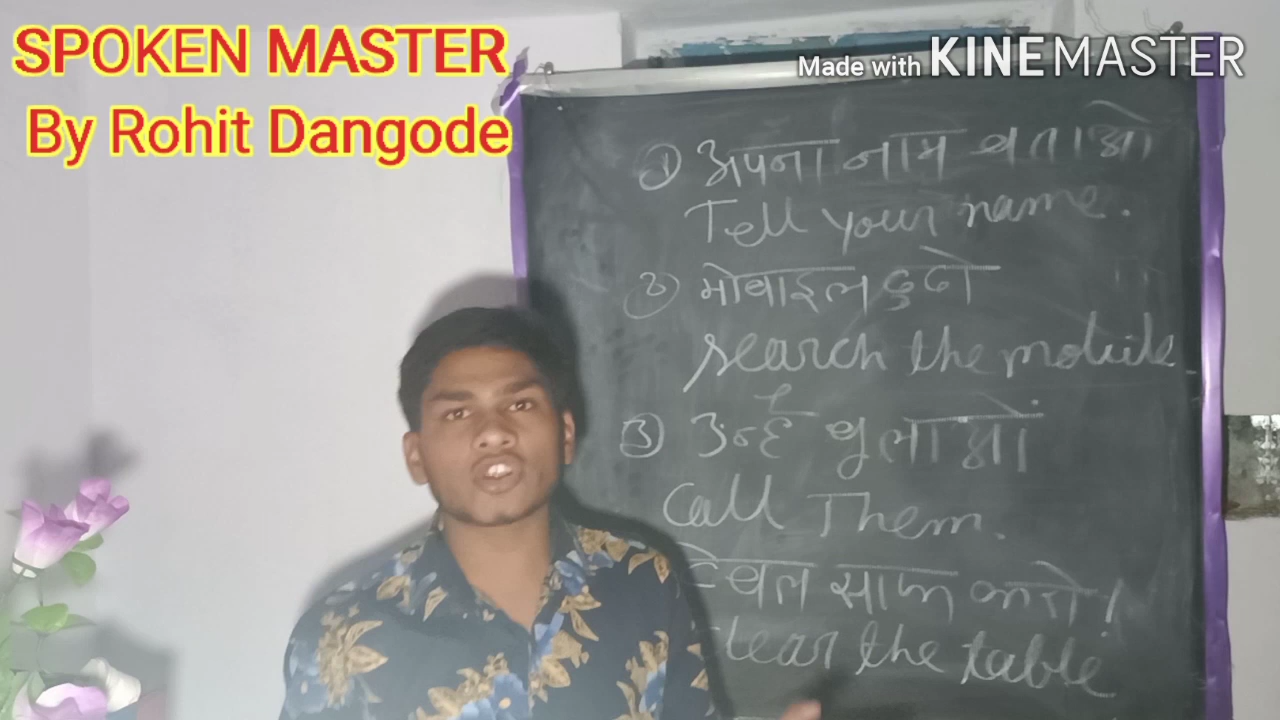 SPOKEN MASTER
By Rohit Dangode
Made with KINEMASTER
① अपना नाम बताओ
Tell your name.
② मोबाइल ढुढो
search the mobile.
③ उन्हे बुलाओ
Call Them.
टेबल साफ करो!
clear the table